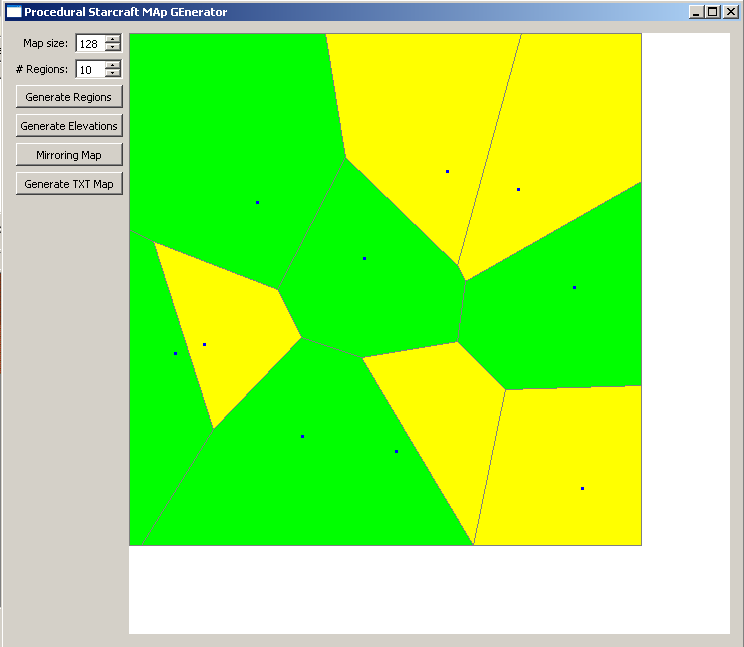 Procedural Starcraft MAp GEnerator
Map size: 128
# Regions: 10
Generate Regions
Generate Elevations
Mirroring Map
Generate TXT Map